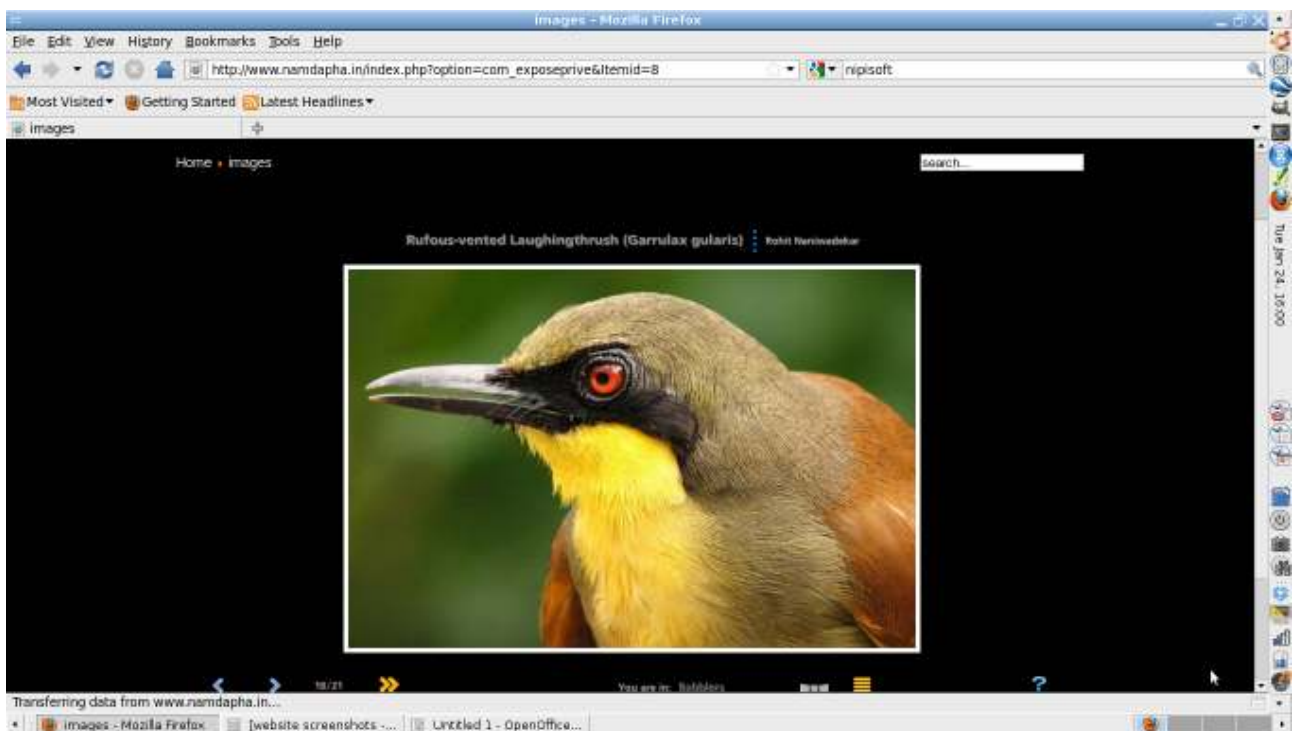 images - Mozilla Firefox
File Edit View History Bookmarks Tools Help
http://www.namdapha.in/index.php?option=com_exposeprive&Itemid=8 nipisoft
Most Visited Getting Started Latest Headlines
images
Home images search...
Rufous-vented Laughingthrush (Garrulax gularis) Rohit Naniwadekar
Tue Jan 24, 16:00
You are in: Babblers ?
Transferring data from www.namdapha.in...
images - Mozilla Firefox [website screenshots -... Untitled 1 - OpenOffice...